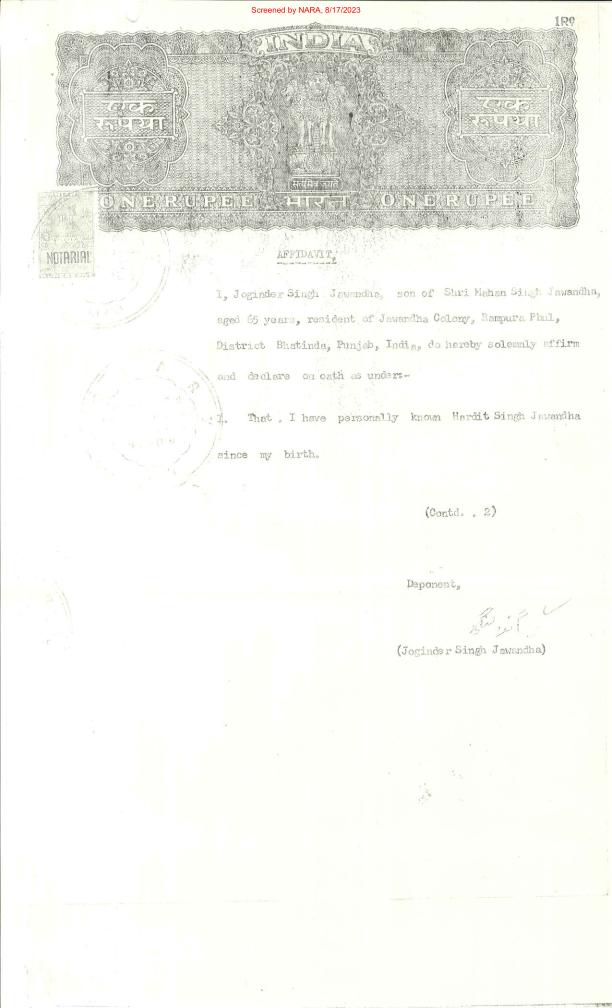 Screened by NARA, 8/17/2023
1R0
INDIA
एक
रूपया
एक
रूपया
सत्यमेव जयते
ONE RUPEE भारत ONE RUPEE
NOTARIAL
AFFIDAVIT.
I, Joginder Singh Jawandha, son of Shri Mahan Singh Jawandha,
aged 65 years, resident of Jawandha Colony, Rampura Phul,
District Bhatinda, Punjab, India, do hereby solemnly affirm
and declare on oath as under:-
1. That . I have personally known Hardit Singh Jawandha
since my birth.
(Contd. . 2)
Deponent,
(Joginder Singh Jawandha)